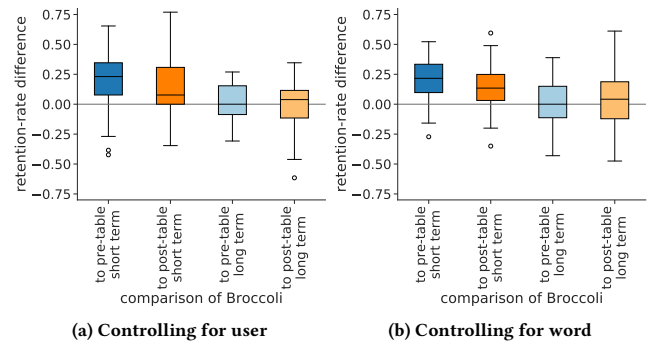 retention-rate difference
0.75
0.50
0.25
0.00
−0.25
−0.50
−0.75
to pre-table
short term
to post-table
short term
to pre-table
long term
to post-table
long term
comparison of Broccoli
(a) Controlling for user
retention-rate difference
0.75
0.50
0.25
0.00
−0.25
−0.50
−0.75
to pre-table
short term
to post-table
short term
to pre-table
long term
to post-table
long term
comparison of Broccoli
(b) Controlling for word